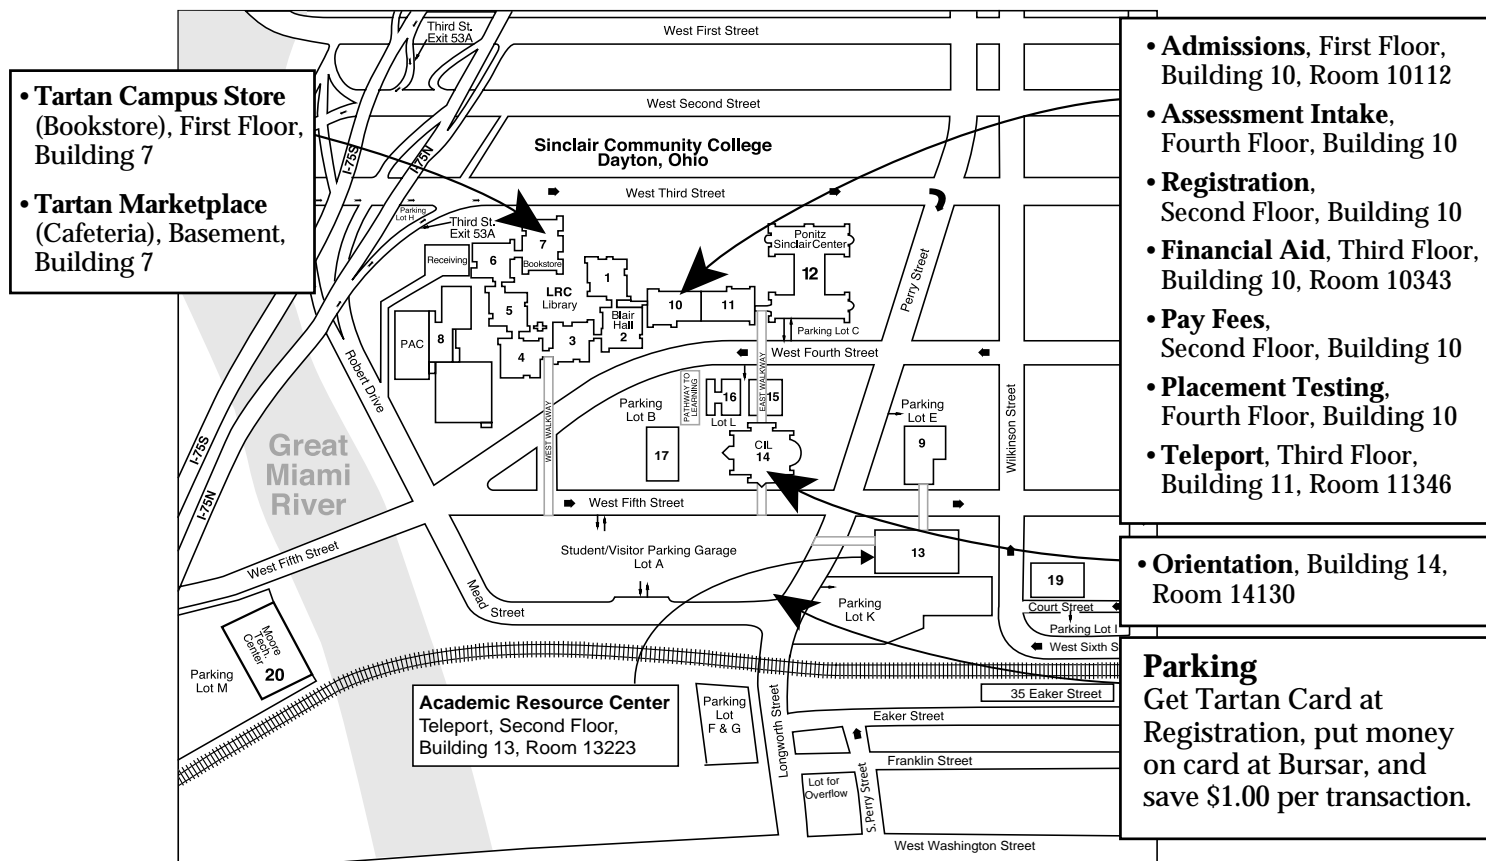 Third St.
Exit 53A
West First Street
West Second Street
Sinclair Community College
Dayton, Ohio
West Third Street
I-75S
I-75N
• Tartan Campus Store
(Bookstore), First Floor,
Building 7
• Tartan Marketplace
(Cafeteria), Basement,
Building 7
Parking
Lot H
Third St.
Exit 53A
Receiving
6
7
Bookstore
1
LRC
Library
5
Blair
Hall
2
3
4
PAC
8
10
11
Ponitz
Sinclair Center
12
Parking Lot C
Perry Street
West Fourth Street
Robert Drive
WEST WALKWAY
EAST WALKWAY
PATHWAY TO
LEARNING
Parking
Lot B
16
Lot L
15
17
CIL
14
Parking
Lot E
9
Wilkinson Street
I-75S
I-75N
Great
Miami
River
West Fifth Street
West Fifth Street
Student/Visitor Parking Garage
Lot A
13
Mead
Street
Parking
Lot K
19
Court Street
Parking Lot I
West Sixth S
Moore
Tech.
Center
20
Parking
Lot M
Academic Resource Center
Teleport, Second Floor,
Building 13, Room 13223
Parking
Lot
F & G
Longworth Street
35 Eaker Street
Eaker Street
Franklin Street
Lot for
Overflow
S. Perry Street
West Washington Street
• Admissions, First Floor,
Building 10, Room 10112
• Assessment Intake,
Fourth Floor, Building 10
• Registration,
Second Floor, Building 10
• Financial Aid, Third Floor,
Building 10, Room 10343
• Pay Fees,
Second Floor, Building 10
• Placement Testing,
Fourth Floor, Building 10
• Teleport, Third Floor,
Building 11, Room 11346
• Orientation, Building 14,
Room 14130
Parking
Get Tartan Card at
Registration, put money
on card at Bursar, and
save $1.00 per transaction.